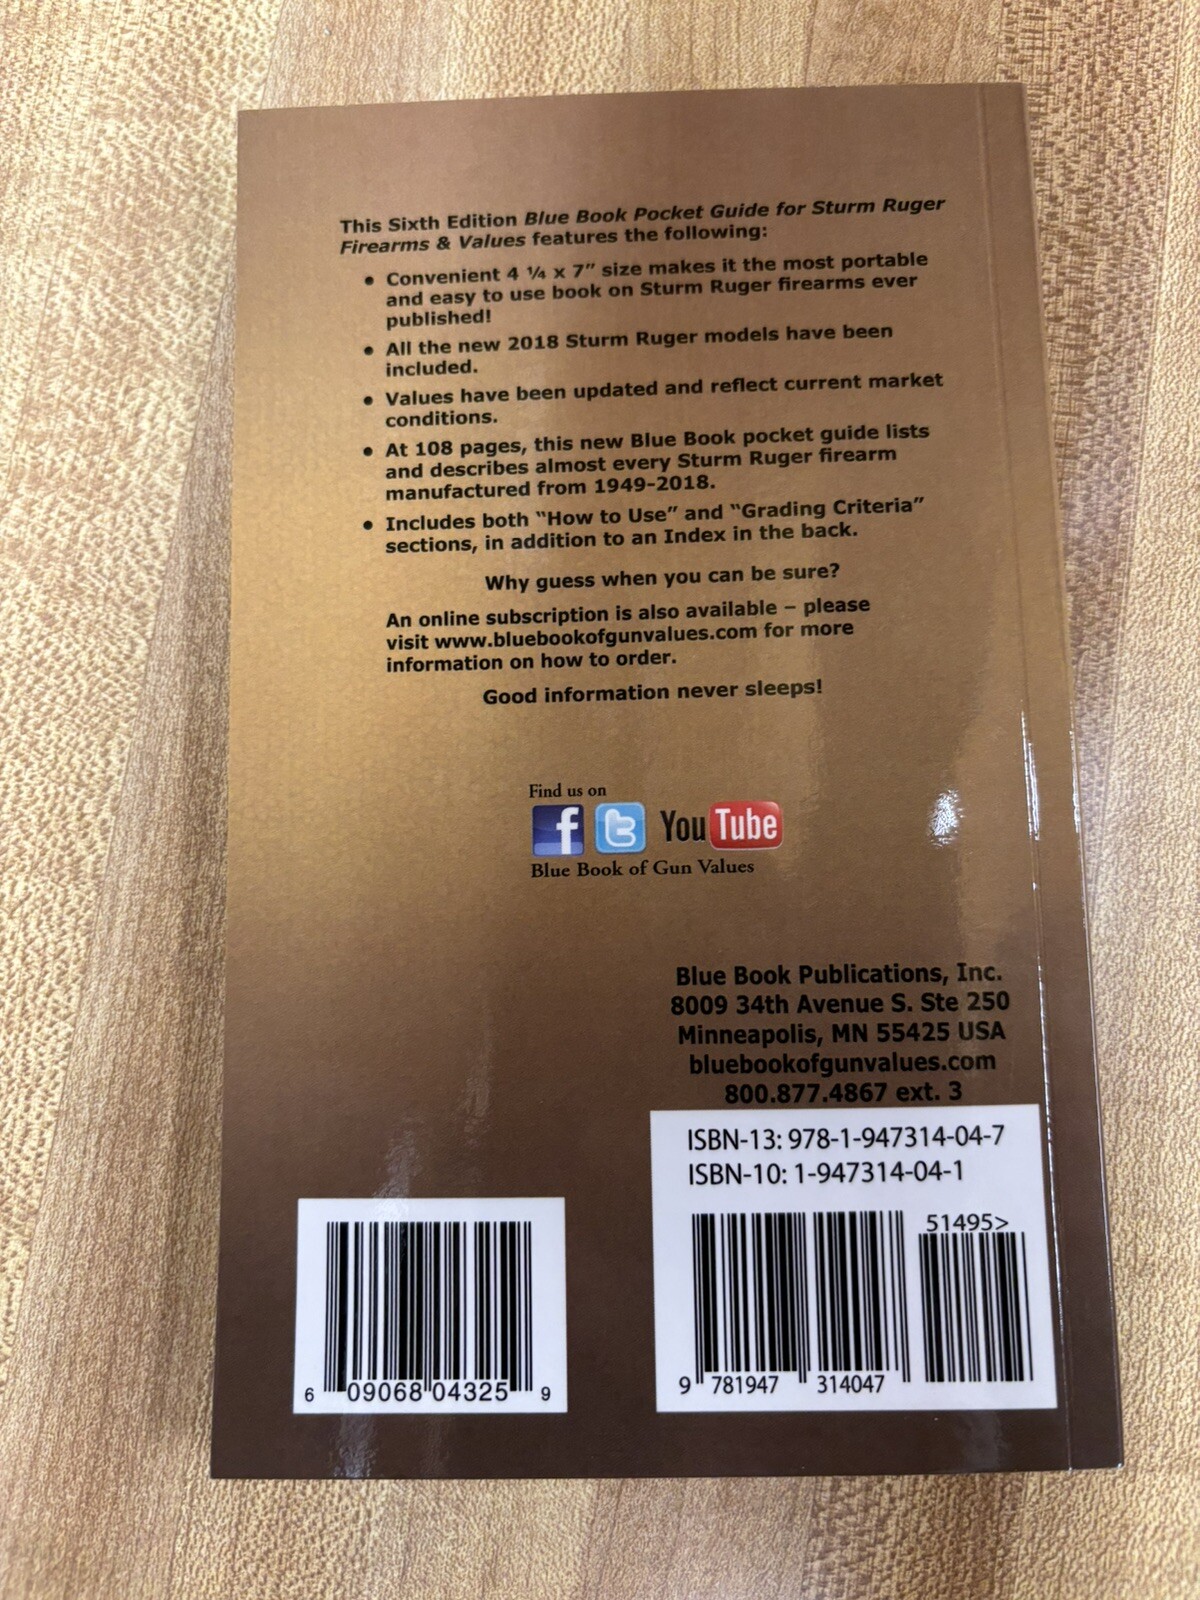 This Sixth Edition Blue Book Pocket Guide for Sturm Ruger
Firearms & Values features the following:
• Convenient 4 ¼ x 7” size makes it the most portable
and easy to use book on Sturm Ruger firearms ever
published!
• All the new 2018 Sturm Ruger models have been
included.
• Values have been updated and reflect current market
conditions.
• At 108 pages, this new Blue Book pocket guide lists
and describes almost every Sturm Ruger firearm
manufactured from 1949-2018.
• Includes both “How to Use” and “Grading Criteria”
sections, in addition to an Index in the back.
Why guess when you can be sure?
An online subscription is also available – please
visit www.bluebookofgunvalues.com for more
information on how to order.
Good information never sleeps!
Find us on
f t YouTube
Blue Book of Gun Values
Blue Book Publications, Inc.
8009 34th Avenue S. Ste 250
Minneapolis, MN 55425 USA
bluebookofgunvalues.com
800.877.4867 ext. 3
ISBN-13: 978-1-947314-04-7
ISBN-10: 1-947314-04-1
51495>
9 781947 314047
6 09068 04325 9